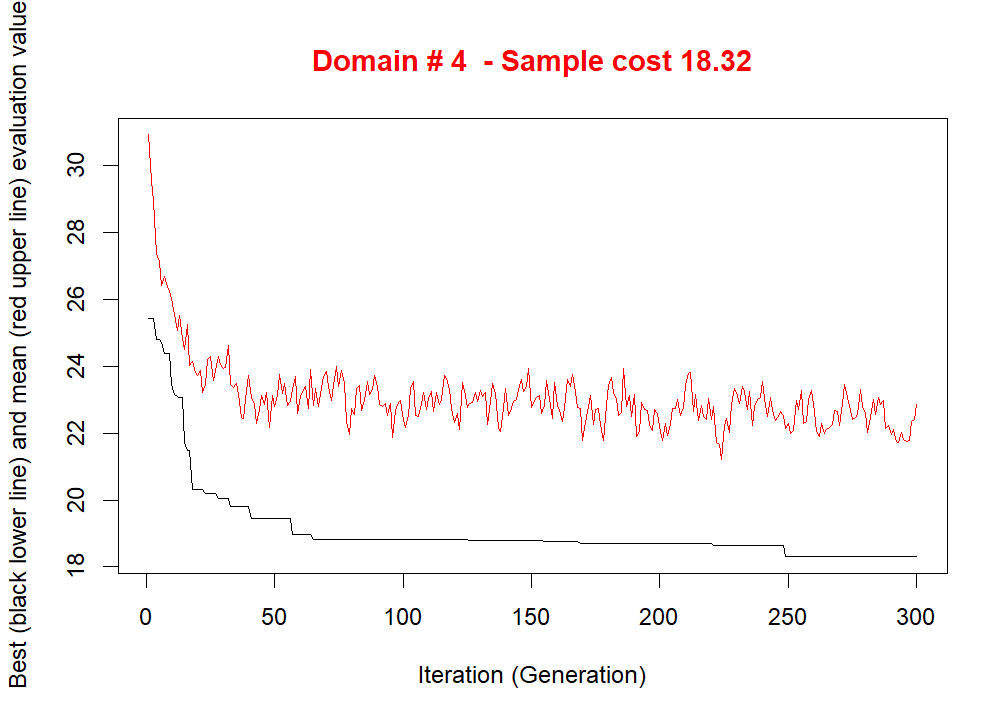 Domain # 4  - Sample cost 18.32
Best (black lower line) and mean (red upper line) evaluation value
30
28
26
24
22
20
18
0 50 100 150 200 250 300
Iteration (Generation)